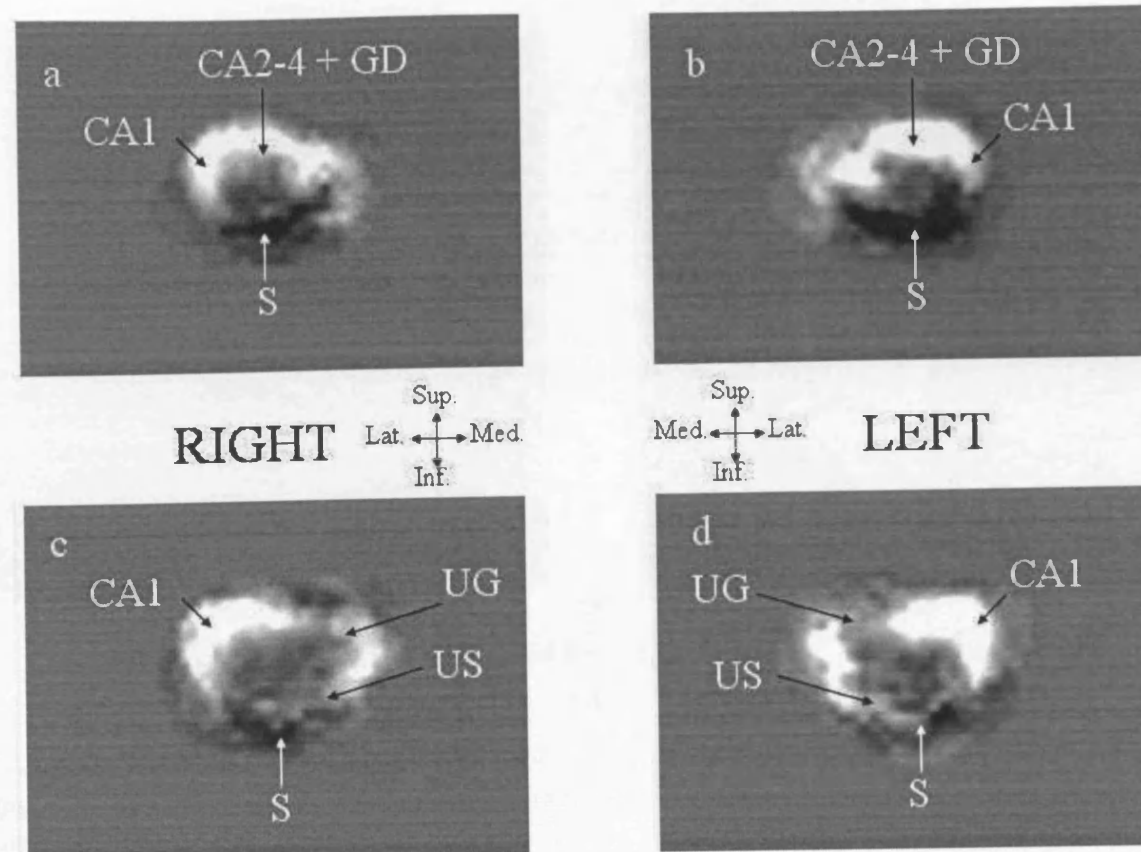 a
CA2-4 + GD
CA1
S
b
CA2-4 + GD
CA1
S
RIGHT
Sup.
Lat.
Med.
Inf.
Sup.
Med.
Lat.
Inf.
LEFT
c
CA1
UG
US
S
d
UG
CA1
US
S